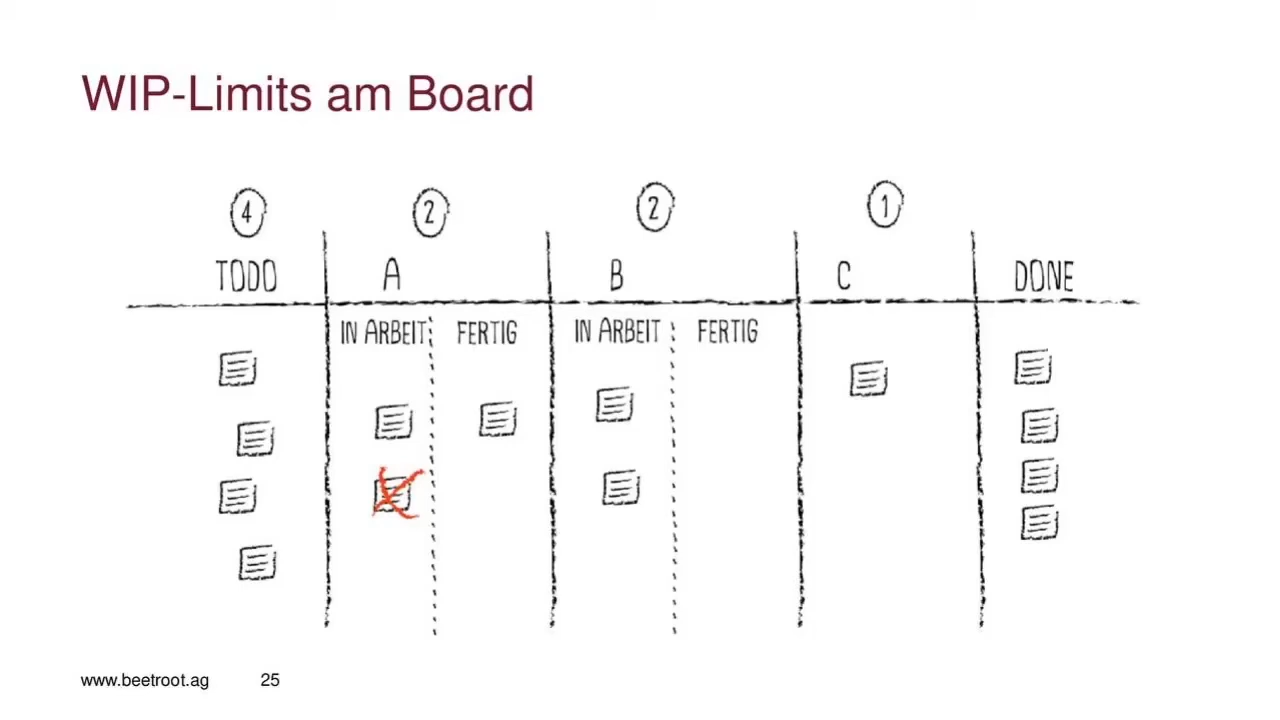 WIP-Limits am Board
4 2 2 1
TODO A B C DONE
IN ARBEIT FERTIG IN ARBEIT FERTIG
www.beetroot.ag 25